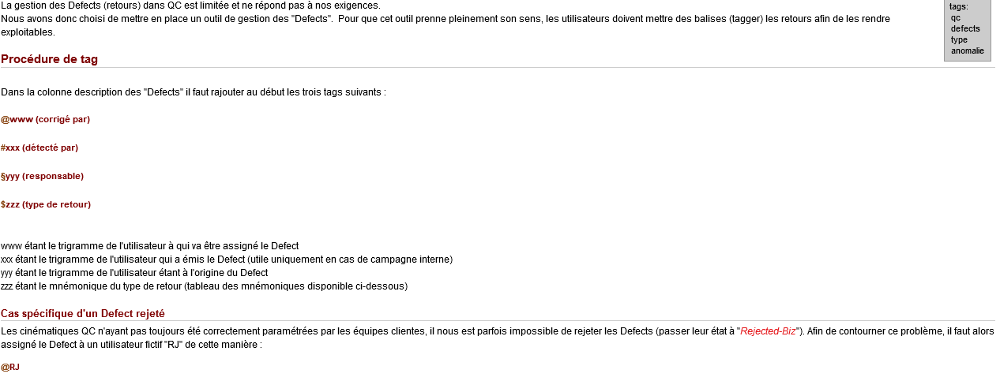 La gestion des Defects (retours) dans QC est limitée et ne répond pas à nos exigences.
Nous avons donc choisi de mettre en place un outil de gestion des "Defects".  Pour que cet outil prenne pleinement son sens, les utilisateurs doivent mettre des balises (tagger) les retours afin de les rendre
exploitables.
tags:
qc
defects
type
anomalie
Procédure de tag
Dans la colonne description des "Defects" il faut rajouter au début les trois tags suivants :
@www (corrigé par)
#xxx (détecté par)
§yyy (responsable)
$zzz (type de retour)
www étant le trigramme de l'utilisateur à qui va être assigné le Defect
xxx étant le trigramme de l'utilisateur qui a émis le Defect (utile uniquement en cas de campagne interne)
yyy étant le trigramme de l'utilisateur étant à l'origine du Defect
zzz étant le mnémonique du type de retour (tableau des mnémoniques disponible ci-dessous)
Cas spécifique d'un Defect rejeté
Les cinématiques QC n'ayant pas toujours été correctement paramétrées par les équipes clientes, il nous est parfois impossible de rejeter les Defects (passer leur état à "Rejected-Biz"). Afin de contourner ce problème, il faut alors
assigné le Defect à un utilisateur fictif "RJ" de cette manière :
@RJ